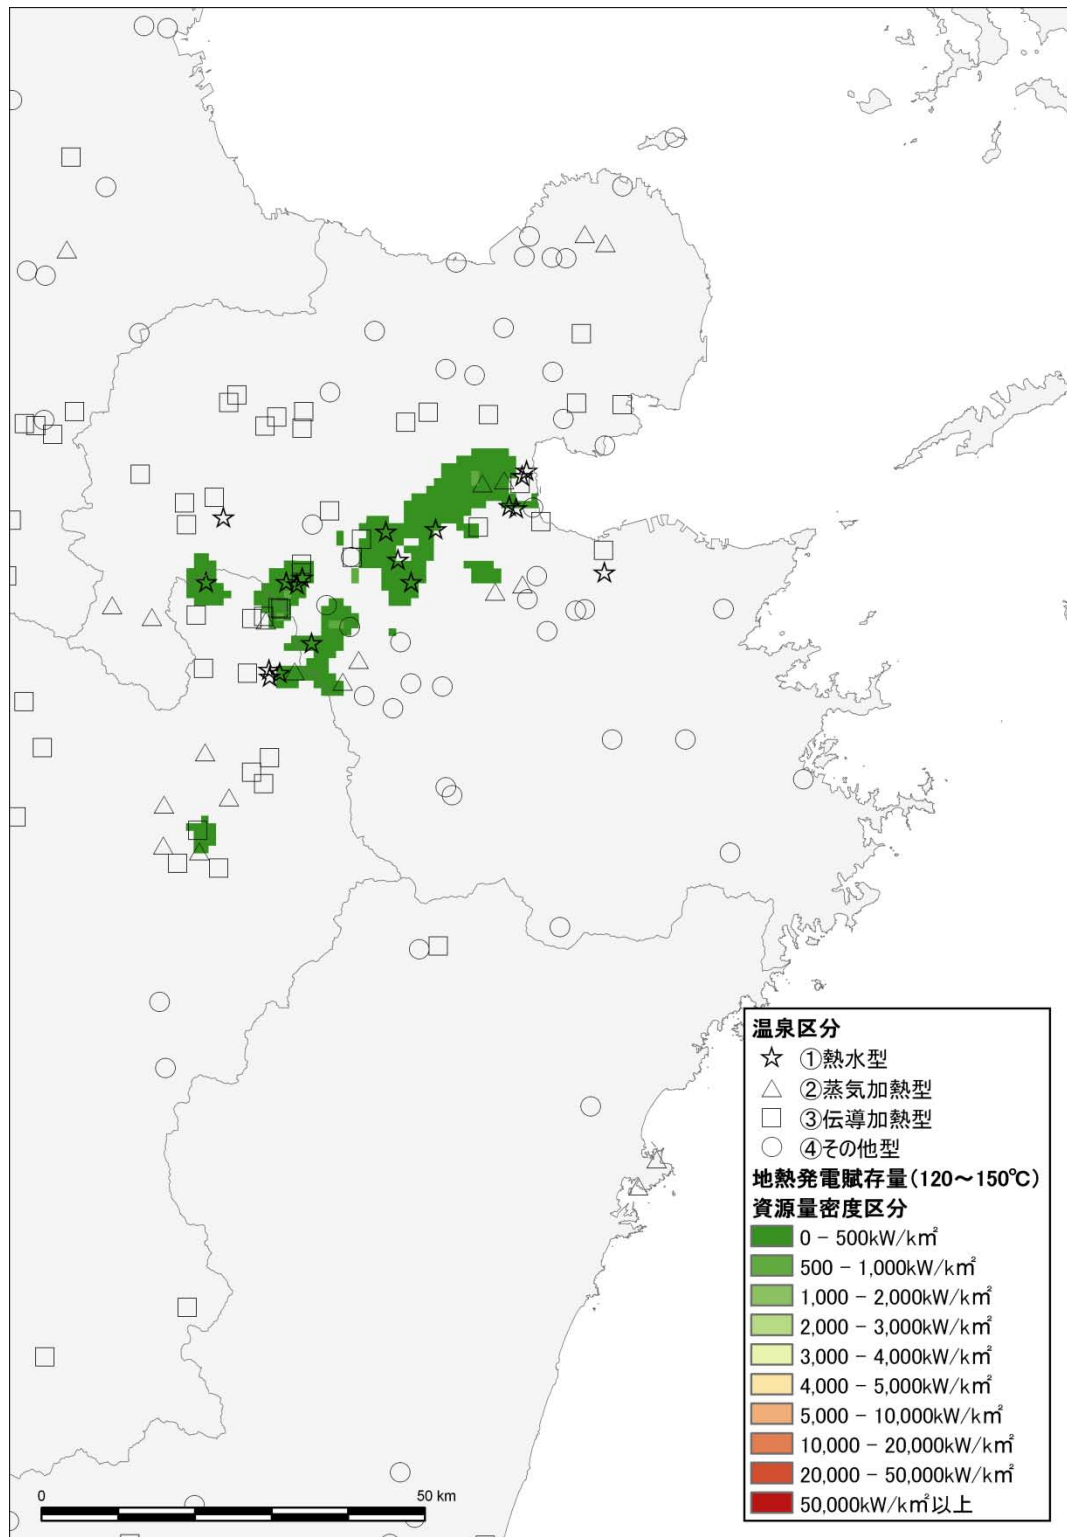 温泉区分
①熱水型
②蒸気加熱型
③伝導加熱型
④その他型
地熱発電賦存量(120~150℃)
資源量密度区分
0 - 500kW/k㎡
500 - 1,000kW/k㎡
1,000 - 2,000kW/k㎡
2,000 - 3,000kW/k㎡
3,000 - 4,000kW/k㎡
4,000 - 5,000kW/k㎡
5,000 - 10,000kW/k㎡
10,000 - 20,000kW/k㎡
20,000 - 50,000kW/k㎡
50,000kW/k㎡以上
0 50 km